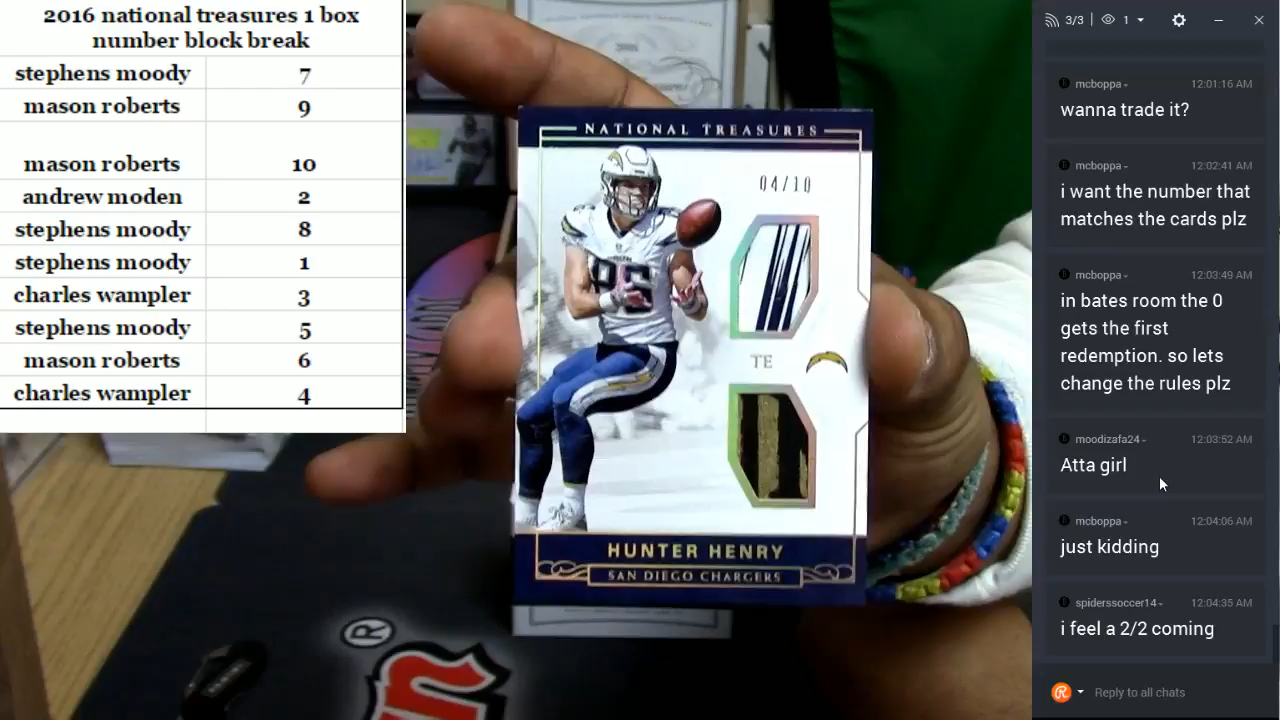 2016 national treasures 1 box
number block break
stephens moody 7
mason roberts 9
mason roberts 10
andrew moden 2
stephens moody 8
stephens moody 1
charles wampler 3
stephens moody 5
mason roberts 6
charles wampler 4
NATIONAL TREASURES
04/10
86
TE
HUNTER HENRY
SAN DIEGO CHARGERS
®
3/3 1
mcboppa 12:01:16 AM
wanna trade it?
mcboppa 12:02:41 AM
i want the number that
matches the cards plz
mcboppa 12:03:49 AM
in bates room the 0
gets the first
redemption. so lets
change the rules plz
moodizafa24 12:03:52 AM
Atta girl
mcboppa 12:04:06 AM
just kidding
spiderssoccer14 12:04:35 AM
i feel a 2/2 coming
Reply to all chats